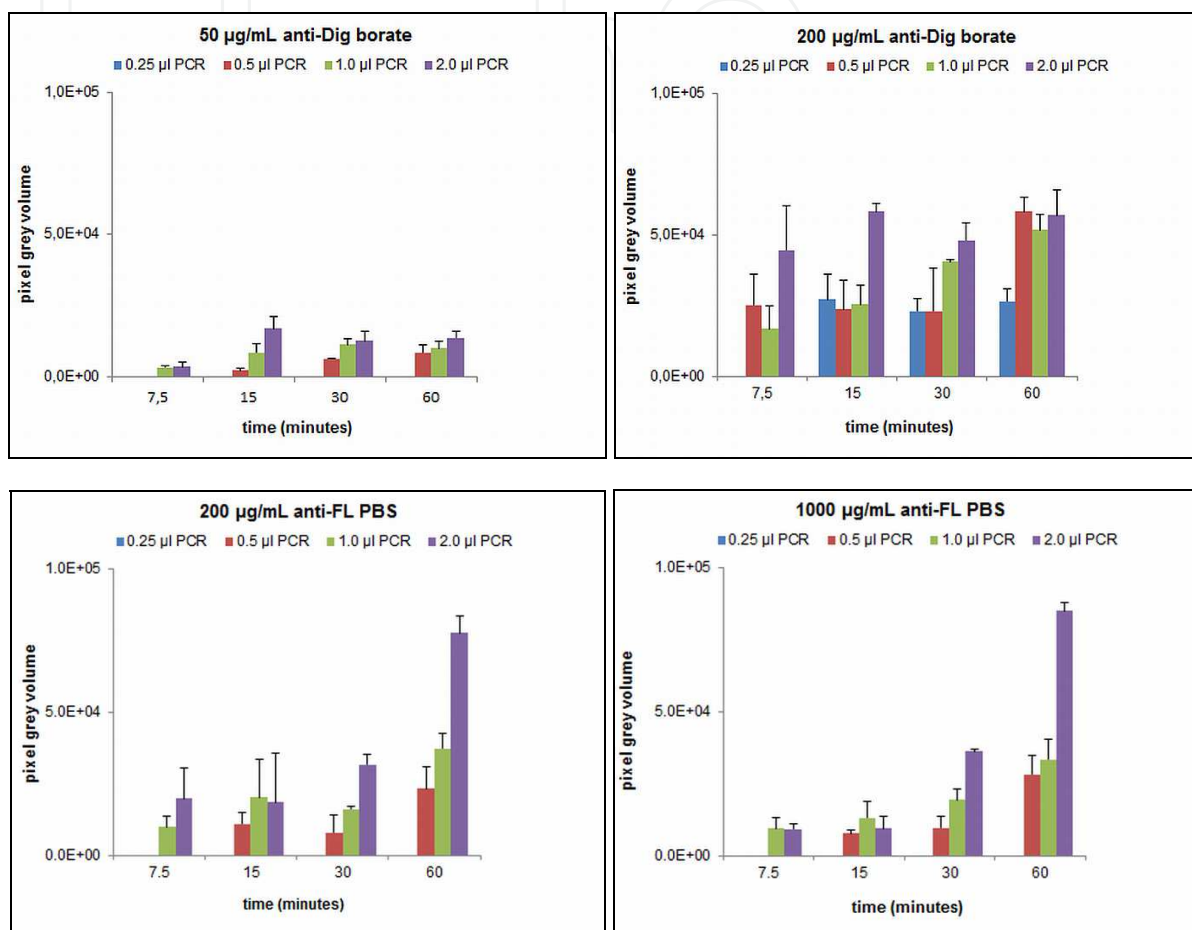 50 µg/mL anti-Dig borate
0.25 µl PCR 0.5 µl PCR 1.0 µl PCR 2.0 µl PCR
1,0E+05
5,0E+04
0,0E+00
pixel grey volume
7,5 15 30 60
time (minutes)
200 µg/mL anti-Dig borate
0.25 µl PCR 0.5 µl PCR 1.0 µl PCR 2.0 µl PCR
1,0E+05
5,0E+04
0,0E+00
pixel grey volume
7,5 15 30 60
time (minutes)
200 µg/mL anti-FL PBS
0.25 µl PCR 0.5 µl PCR 1.0 µl PCR 2.0 µl PCR
1.0E+05
5.0E+04
0.0E+00
pixel grey volume
7.5 15 30 60
time (minutes)
1000 µg/mL anti-FL PBS
0.25 µl PCR 0.5 µl PCR 1.0 µl PCR 2.0 µl PCR
1.0E+05
5.0E+04
0.0E+00
pixel grey volume
7.5 15 30 60
time (minutes)